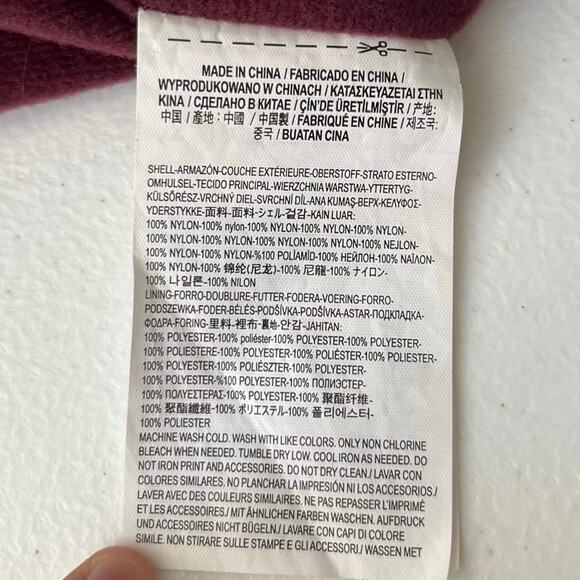 MADE IN CHINA / FABRICADO EN CHINA /
WYPRODUKOWANO W CHINACH / ΚΑΤΑΣΚΕΥΑΖΕΤΑΙ ΣΤΗΝ
ΚΙΝΑ / СДЕЛАНО В КИТАЕ / ÇİN'DE ÜRETİLMİŞTİR / 产地:
中国 / 產地: 中國 / 中国製 / FABRIQUÉ EN CHINE / 제조국:
중국 / BUATAN CINA
SHELL-ARMAZÓN-COUCHE EXTÉRIEURE-OBERSTOFF-STRATO ESTERNO-
OMHULSEL-TECIDO PRINCIPAL-WIERZCHNIA WARSTWA-YTTERTYG-
KÜLSŐRÉSZ-VRCHNÝ DIEL-SVRCHNÍ DÍL-ANA KUMAŞ-ВЕРХ-ΚΕΛΥΦΟΣ-
YDERSTYKKE-面料-面料-シェル-겉감-KAIN LUAR:
100% NYLON-100% nylon-100% NYLON-100% NYLON-100% NYLON-
100% NYLON-100% NYLON-100% NYLON-100% NYLON-100% NEJLON-
100% NYLON-100% NYLON-%100 POLİAMİD-100% НЕЙЛОН-100% ΝΑΪΛΟΝ-
100% NYLON-100% 锦纶(尼龙)-100% 尼龍-100% ナイロン-
100% 나일론-100% NILON
LINING-FORRO-DOUBLURE-FUTTER-FODERA-VOERING-FORRO-
PODSZEWKA-FODER-BÉLÉS-PODŠÍVKA-PODŠÍVKA-ASTAR-ПОДКЛАДКА-
ΦΟΔΡΑ-FORING-里料-裡布-裏地-안감-JAHITAN:
100% POLYESTER-100% poliéster-100% POLYESTER-100% POLYESTER-
100% POLIESTERE-100% POLYESTER-100% POLIÉSTER-100% POLIESTER-
100% POLYESTER-100% POLIÉSZTER-100% POLYESTER-
100% POLYESTER-%100 POLYESTER-100% ПОЛИЭСТЕР-
100% ΠΟΛΥΕΣΤΕΡΑΣ-100% POLYESTER-100% 聚酯纤维-
100% 聚酯纖維-100% ポリエステル-100% 폴리에스터-
100% POLIESTER
MACHINE WASH COLD. WASH WITH LIKE COLORS. ONLY NON CHLORINE
BLEACH WHEN NEEDED. TUMBLE DRY LOW. COOL IRON AS NEEDED. DO
NOT IRON PRINT AND ACCESSORIES. DO NOT DRY CLEAN./ LAVAR CON
COLORES SIMILARES. NO PLANCHAR LA IMPRESIÓN NI LOS ACCESORIOS./
LAVER AVEC DES COULEURS SIMILAIRES. NE PAS REPASSER L'IMPRIMÉ
ET LES ACCESSOIRES./ MIT ÄHNLICHEN FARBEN WASCHEN. AUFDRUCK
UND ACCESSOIRES NICHT BÜGELN./ LAVARE CON CAPI DI COLORE
SIMILE. NON STIRARE SULLE STAMPE E GLI ACCESSORI./ WASSEN MET